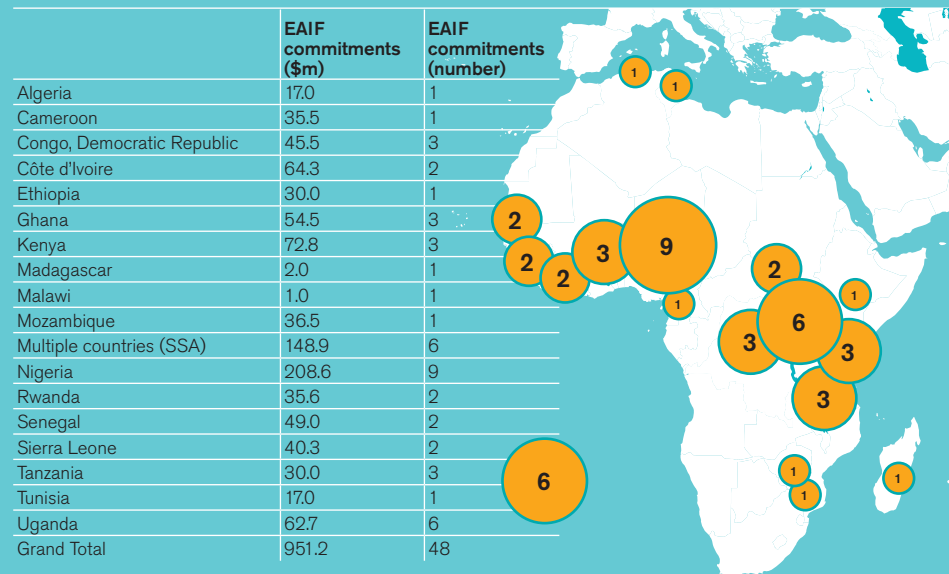 EAIF commitments ($m) EAIF commitments (number)
Algeria 17.0 1
Cameroon 35.5 1
Congo, Democratic Republic 45.5 3
Côte d'Ivoire 64.3 2
Ethiopia 30.0 1
Ghana 54.5 3
Kenya 72.8 3
Madagascar 2.0 1
Malawi 1.0 1
Mozambique 36.5 1
Multiple countries (SSA) 148.9 6
Nigeria 208.6 9
Rwanda 35.6 2
Senegal 49.0 2
Sierra Leone 40.3 2
Tanzania 30.0 3
Tunisia 17.0 1
Uganda 62.7 6
Grand Total 951.2 48
1
1
2
2
2
3
9
1
2
1
6
3
3
3
1
1
1
6